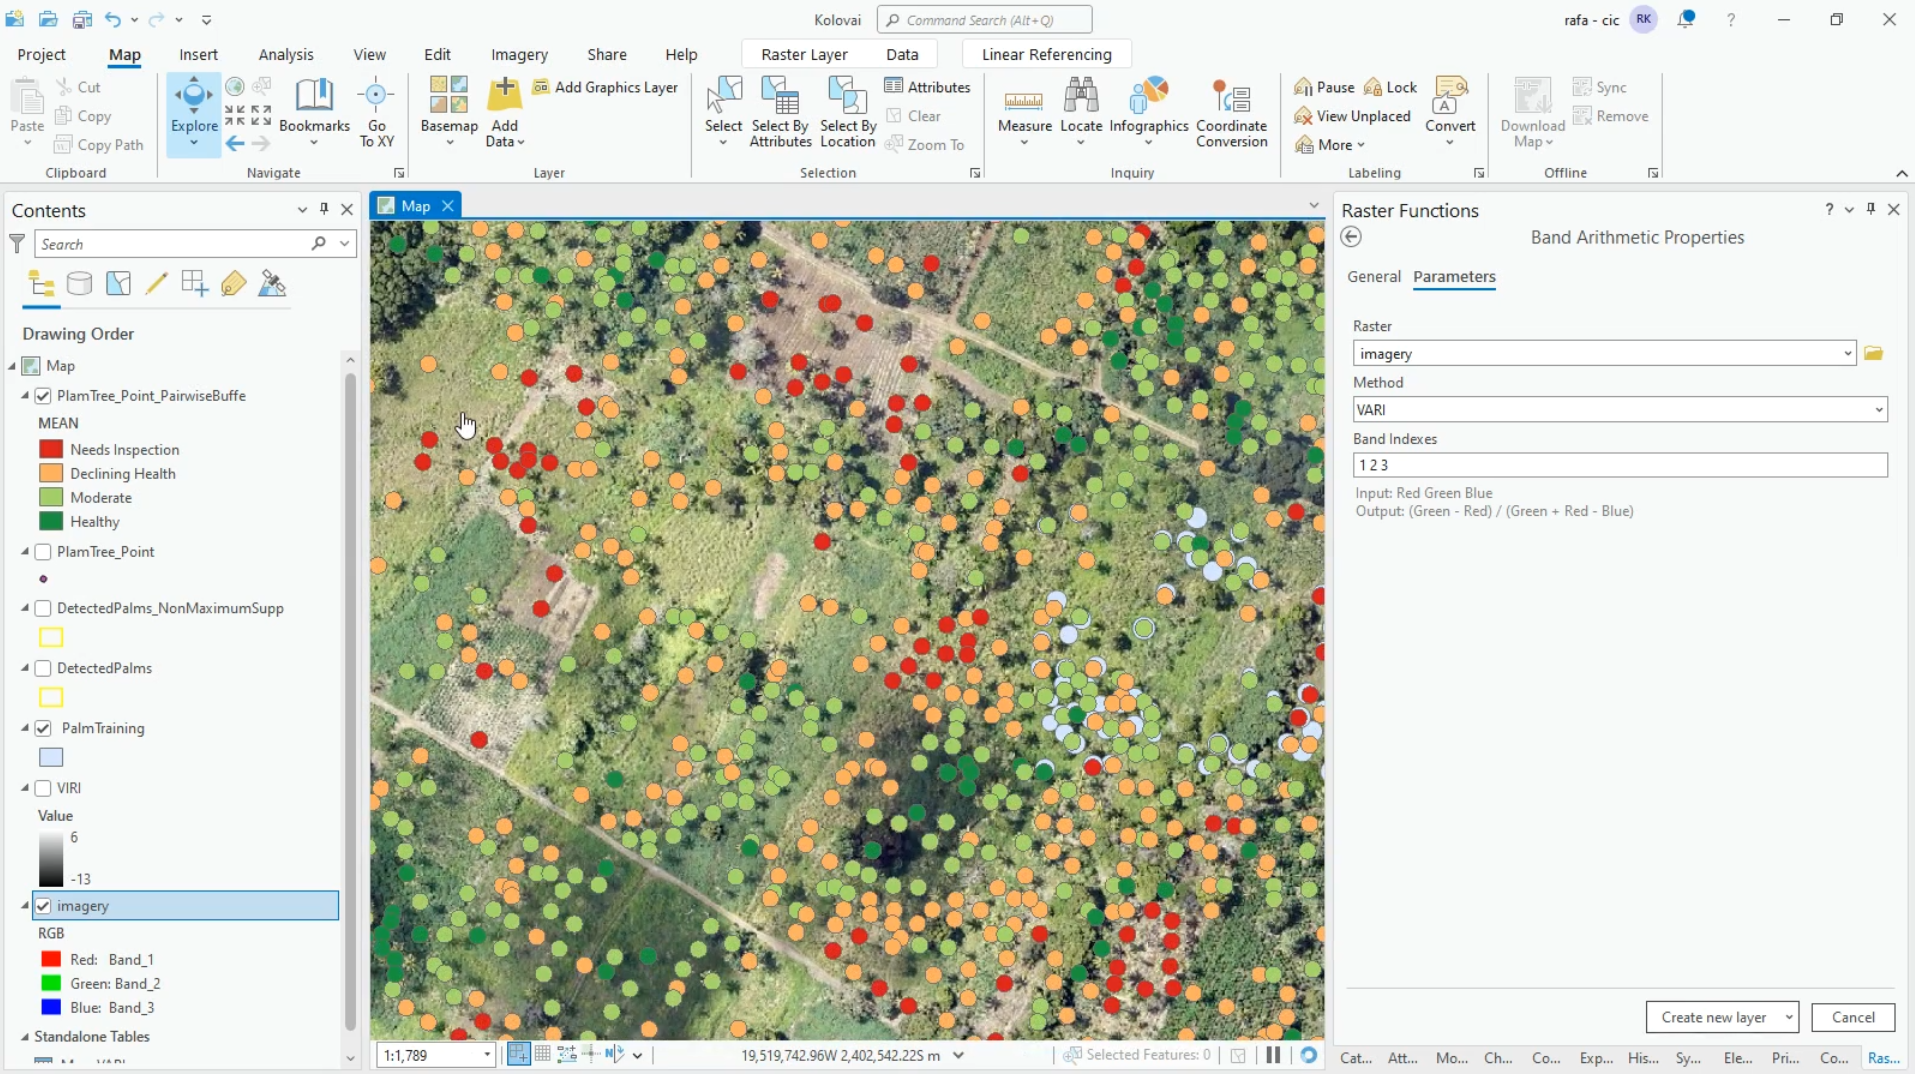 Kolovai
Command Search (Alt+Q)
rafa - cic
RK
?
Project
Map
Insert
Analysis
View
Edit
Imagery
Share
Help
Raster Layer
Data
Linear Referencing
Paste
Cut
Copy
Copy Path
Clipboard
Explore
Bookmarks
Go
To XY
Navigate
Basemap
Add
Data
Add Graphics Layer
Layer
Select
Select By
Attributes
Select By
Location
Attributes
Clear
Zoom To
Selection
Measure
Locate
Infographics
Coordinate
Conversion
Inquiry
Pause
Lock
View Unplaced
More
Convert
Labeling
Download
Map
Sync
Remove
Offline
Contents
Search
Drawing Order
Map
PlamTree_Point_PairwiseBuffe
MEAN
Needs Inspection
Declining Health
Moderate
Healthy
PlamTree_Point
DetectedPalms_NonMaximumSupp
DetectedPalms
PalmTraining
VIRI
Value
6
-13
imagery
RGB
Red: Band_1
Green: Band_2
Blue: Band_3
Standalone Tables
Map
1:1,789
19,519,742.96W 2,402,542.22S m
Selected Features: 0
Raster Functions
?
Band Arithmetic Properties
General
Parameters
Raster
imagery
Method
VARI
Band Indexes
1 2 3
Input: Red Green Blue
Output: (Green - Red) / (Green + Red - Blue)
Create new layer
Cancel
Cat...
Att...
Mo...
Ch...
Co...
Exp...
His...
Sy...
Ele...
Pri...
Co...
Ras...